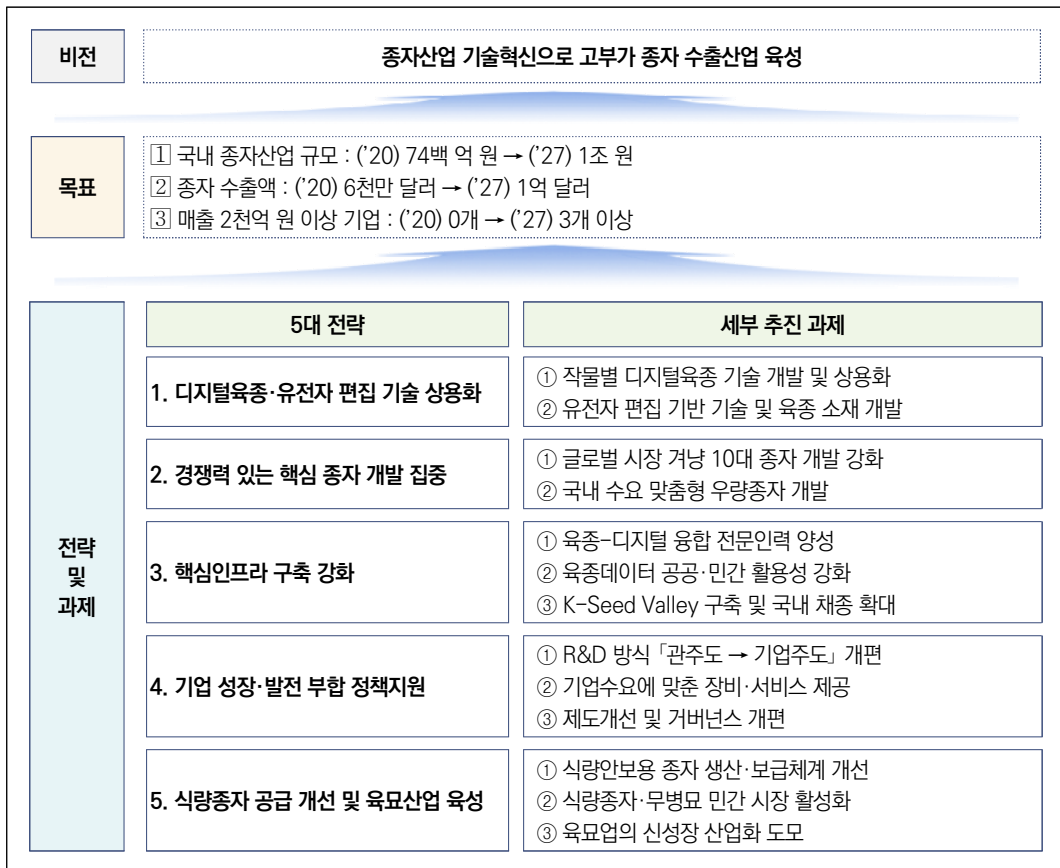 비전
종자산업 기술혁신으로 고부가 종자 수출산업 육성
목표
1 국내 종자산업 규모 : (’20) 74백 억 원 → (’27) 1조 원
2 종자 수출액 : (’20) 6천만 달러 → (’27) 1억 달러
3 매출 2천억 원 이상 기업 : (’20) 0개 → (’27) 3개 이상
전략
및
과제
5대 전략
세부 추진 과제
1. 디지털육종·유전자 편집 기술 상용화
① 작물별 디지털육종 기술 개발 및 상용화
② 유전자 편집 기반 기술 및 육종 소재 개발
2. 경쟁력 있는 핵심 종자 개발 집중
① 글로벌 시장 겨냥 10대 종자 개발 강화
② 국내 수요 맞춤형 우량종자 개발
3. 핵심인프라 구축 강화
① 육종-디지털 융합 전문인력 양성
② 육종데이터 공공·민간 활용성 강화
③ K-Seed Valley 구축 및 국내 채종 확대
4. 기업 성장·발전 부합 정책지원
① R&D 방식 「관주도 → 기업주도」 개편
② 기업수요에 맞춘 장비·서비스 제공
③ 제도개선 및 거버넌스 개편
5. 식량종자 공급 개선 및 육묘산업 육성
① 식량안보용 종자 생산·보급체계 개선
② 식량종자·무병묘 민간 시장 활성화
③ 육묘업의 신성장 산업화 도모